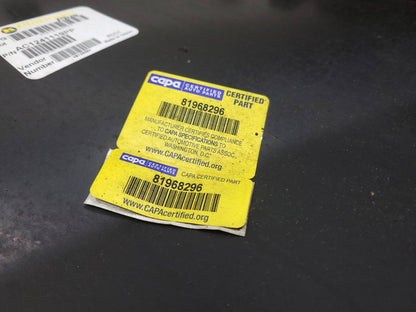 Vendor
Number
capa CERTIFIED AUTO PARTS
CERTIFIED
PART
81968296
MANUFACTURER CERTIFIES COMPLIANCE
TO CAPA SPECIFICATIONS TO
CERTIFIED AUTOMOTIVE PARTS ASSOC.
WASHINGTON, D.C.
www.CAPAcertified.org
capa CERTIFIED AUTO PARTS CAPA CERTIFIED PART
81968296
www.CAPAcertified.org